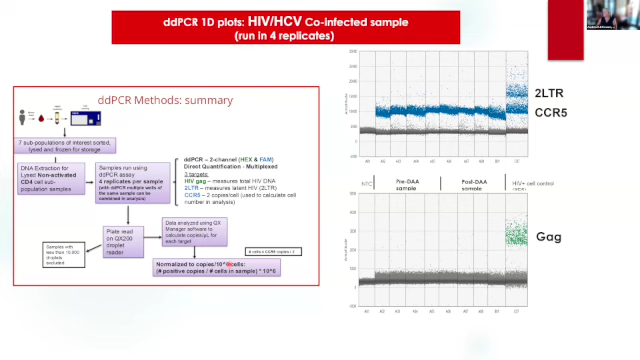 ddPCR 1D plots: HIV/HCV Co-infected sample
(run in 4 replicates)
ddPCR Methods: summary
7 sub-populations of interest sorted,
lysed and frozen for storage
DNA Extraction for
Lysed Non-activated
CD4 cell sub-
population samples
Samples run using
ddPCR assay
4 replicates per sample
(with ddPCR multiple wells of
the same sample can be
combined in analysis)
ddPCR – 2-channel (HEX & FAM)
Direct Quantification - Multiplexed
3 targets:
HIV gag – measures total HIV DNA
2LTR – measures latent HIV (2LTR)
CCR5 – 2 copies/cell (used to calculate cell
number in analysis)
Plate read
on QX200
droplet
reader
Data analyzed using QX
Manager software to
calculate copies/uL for
each target
Samples with
less than 10,000
droplets
excluded
# cells = CCR5 copies / 2
Normalized to copies/10^6 cells:
(# positive copies / # cells in sample) * 10^6
2LTR
CCR5
NTC
Pre-DAA
sample
Post-DAA
sample
HIV+ cell control
Gag